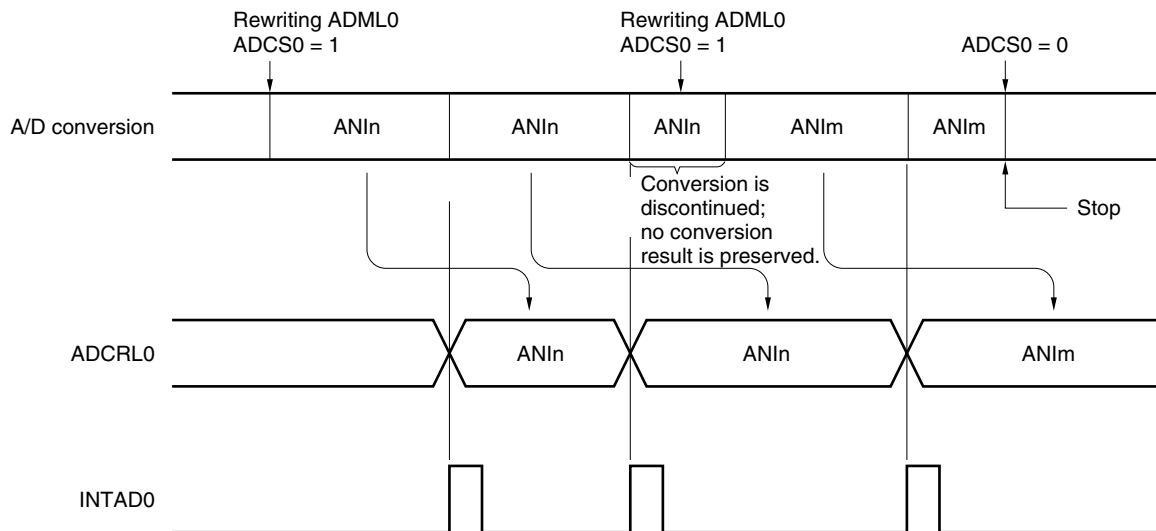 Rewriting ADML0
ADCS0 = 1
Rewriting ADML0
ADCS0 = 1
ADCS0 = 0
A/D conversion
ANIn
ANIn
ANIn
ANIm
ANIm
Conversion is
discontinued;
no conversion
result is preserved.
Stop
ADCRL0
ANIn
ANIn
ANIm
INTAD0